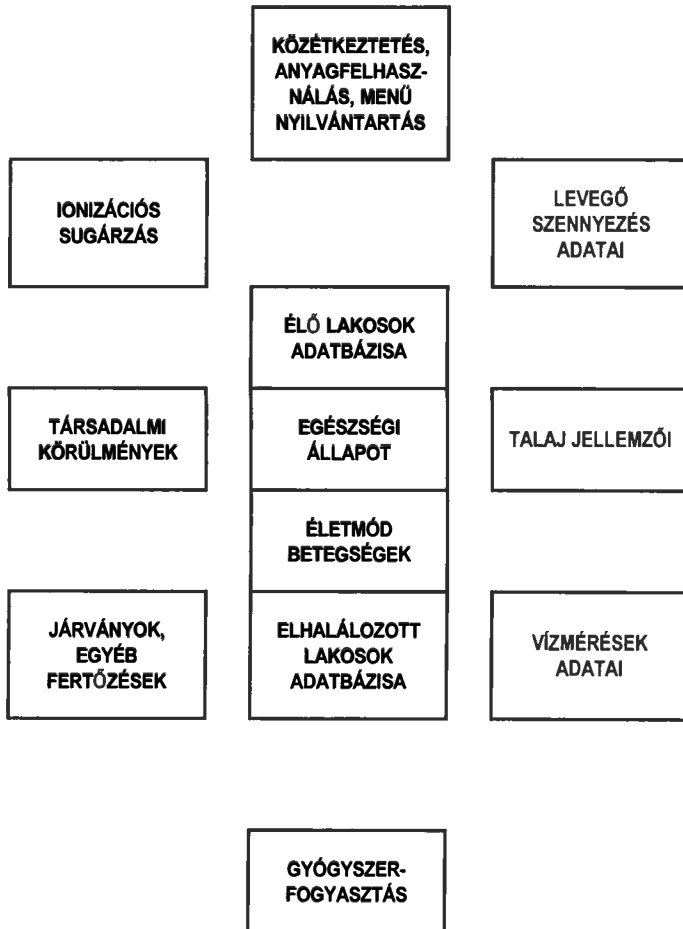 KÖZÉTKEZTETÉS,
ANYAGFELHASZ-
NÁLÁS, MENÜ
NYILVÁNTARTÁS
IONIZÁCIÓS
SUGÁRZÁS
LEVEGŐ
SZENNYEZÉS
ADATAI
ÉLŐ LAKOSOK
ADATBÁZISA
TÁRSADALMI
KÖRÜLMÉNYEK
EGÉSZSÉGI
ÁLLAPOT
TALAJ JELLEMZŐI
ÉLETMÓD
BETEGSÉGEK
JÁRVÁNYOK,
EGYÉB
FERTŐZÉSEK
ELHALÁLOZOTT
LAKOSOK
ADATBÁZISA
VÍZMÉRÉSEK
ADATAI
GYÓGYSZER-
FOGYASZTÁS